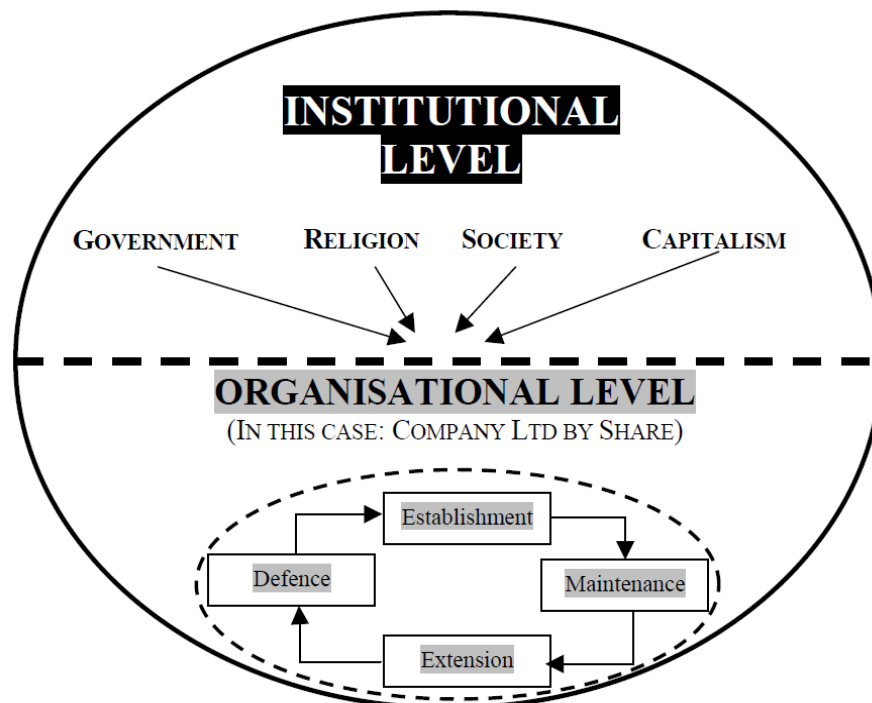 INSTITUTIONAL
LEVEL
GOVERNMENT RELIGION SOCIETY CAPITALISM
ORGANISATIONAL LEVEL
(IN THIS CASE: COMPANY LTD BY SHARE)
Establishment
Defence
Maintenance
Extension